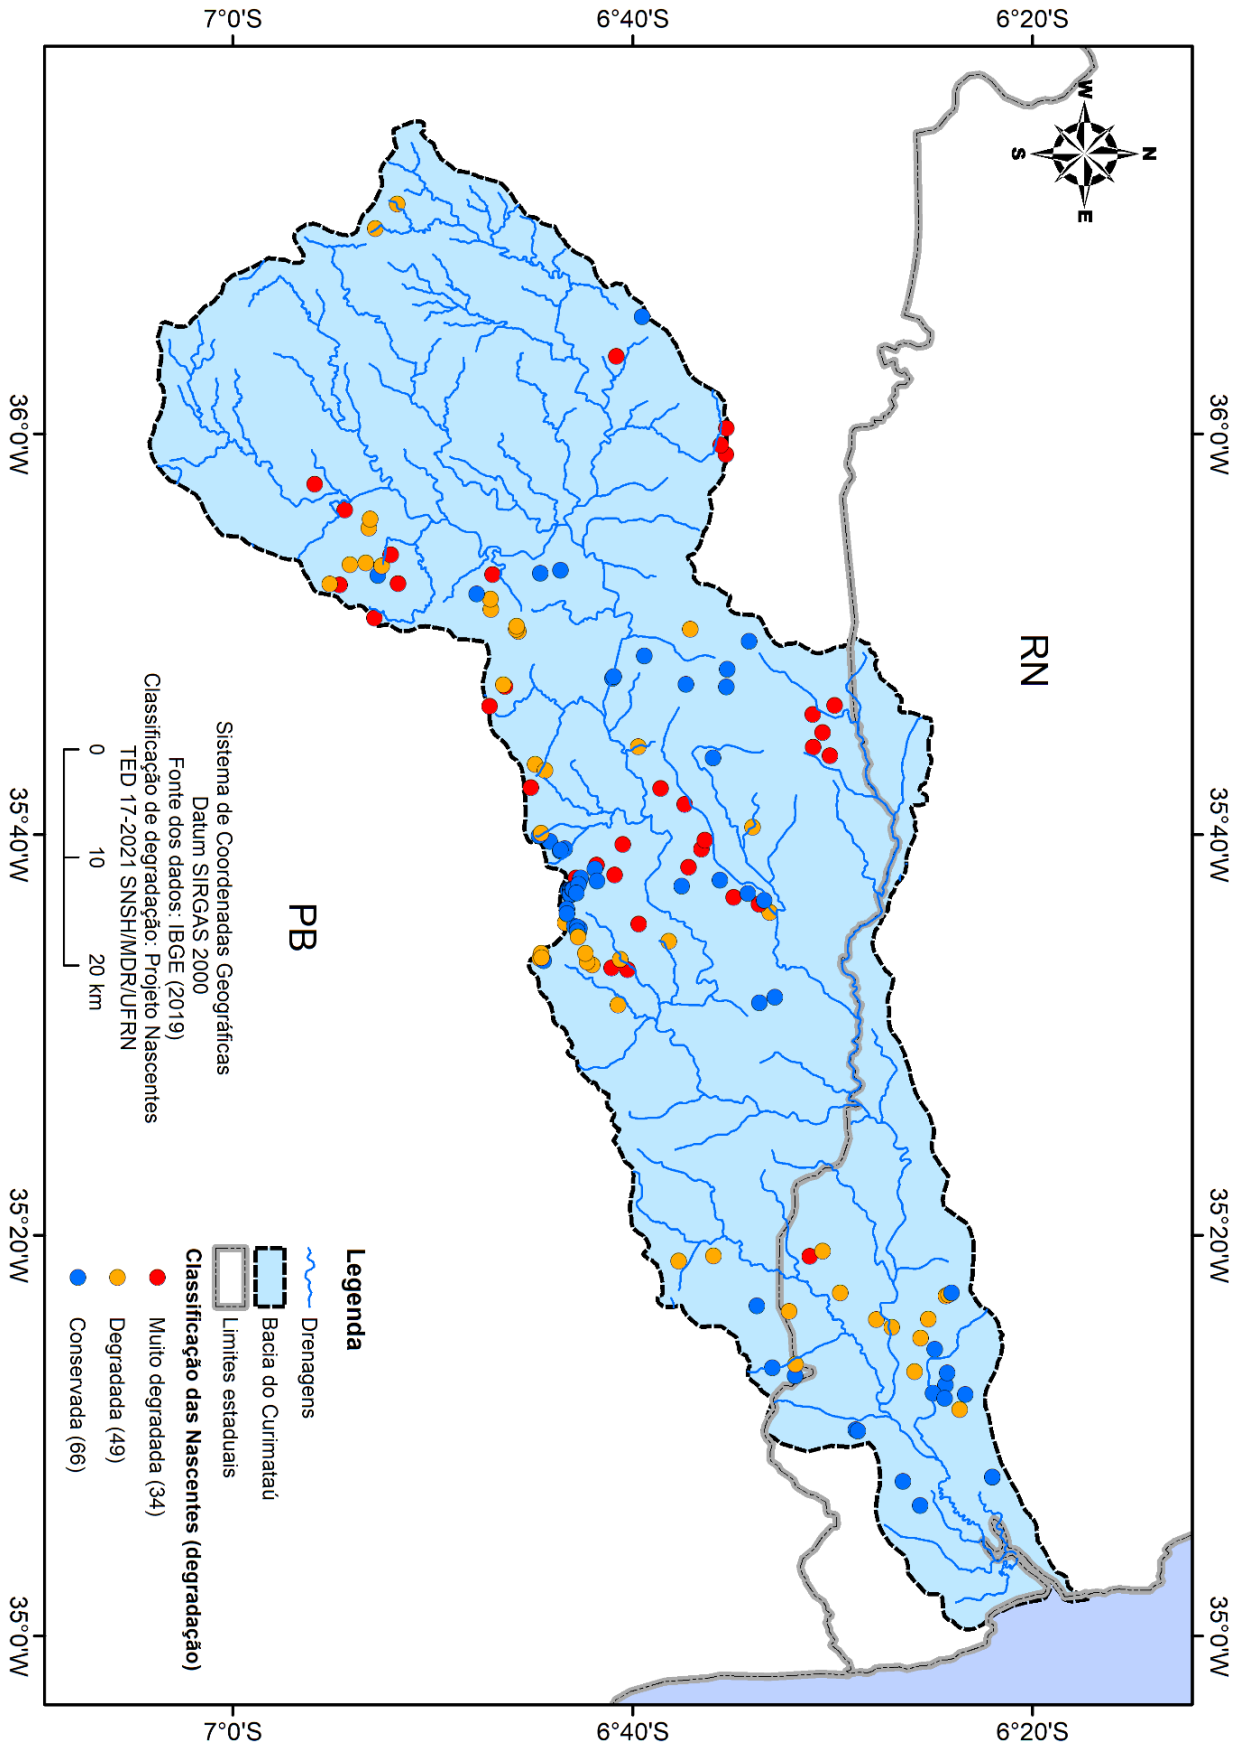 36°0'W
35°40'W
35°20'W
35°0'W
6°20'S
6°40'S
7°0'S
6°20'S
6°40'S
7°0'S
N
W
E
S
RN
PB
Sistema de Coordenadas Geográficas
Datum SIRGAS 2000
Fonte dos dados: IBGE (2019)
Classificação de degradação: Projeto Nascentes
TED 17-2021 SNSH/MDR/UFRN
0 10 20 km
Legenda
Drenagens
Bacia do Curimataú
Limites estaduais
Classificação das Nascentes (degradação)
Muito degradada (34)
Degradada (49)
Conservada (66)
36°0'W
35°40'W
35°20'W
35°0'W